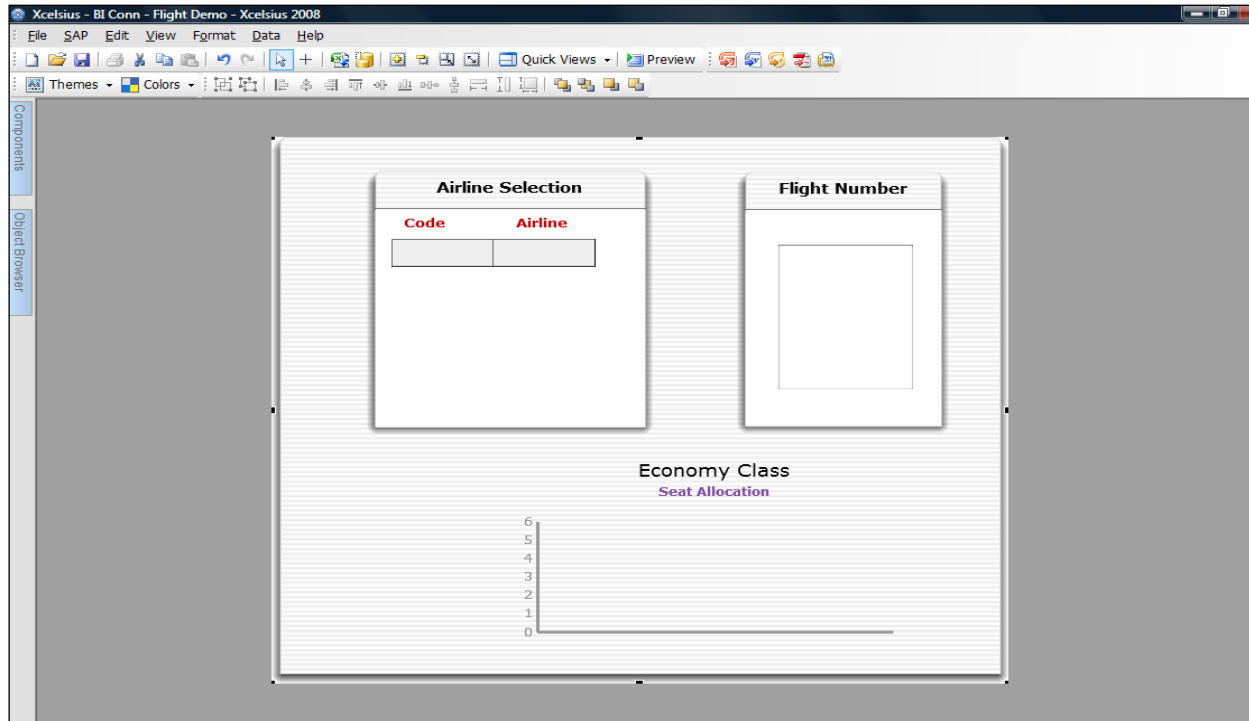 Xcelsius - BI Conn - Flight Demo - Xcelsius 2008
File SAP Edit View Format Data Help
Quick Views Preview
Themes Colors
Components
Object Browser
Airline Selection
Flight Number
Code Airline
Economy Class
Seat Allocation
6
5
4
3
2
1
0